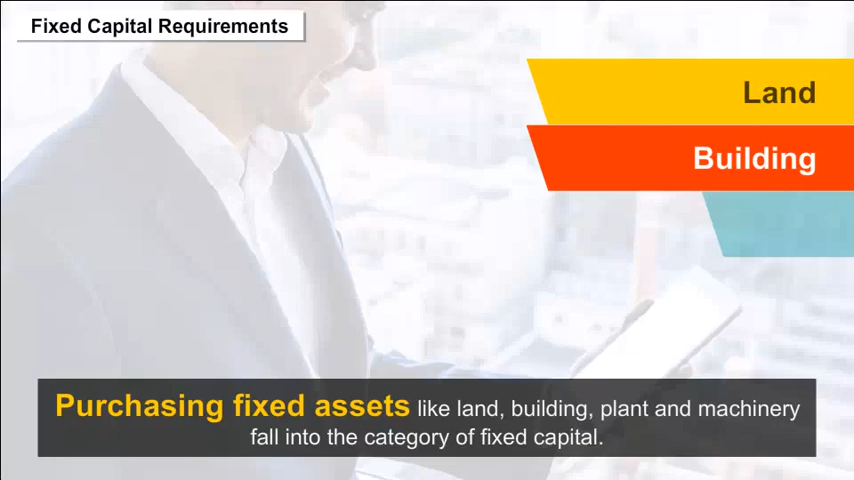 Fixed Capital Requirements
Land
Building
Purchasing fixed assets like land, building, plant and machinery
fall into the category of fixed capital.